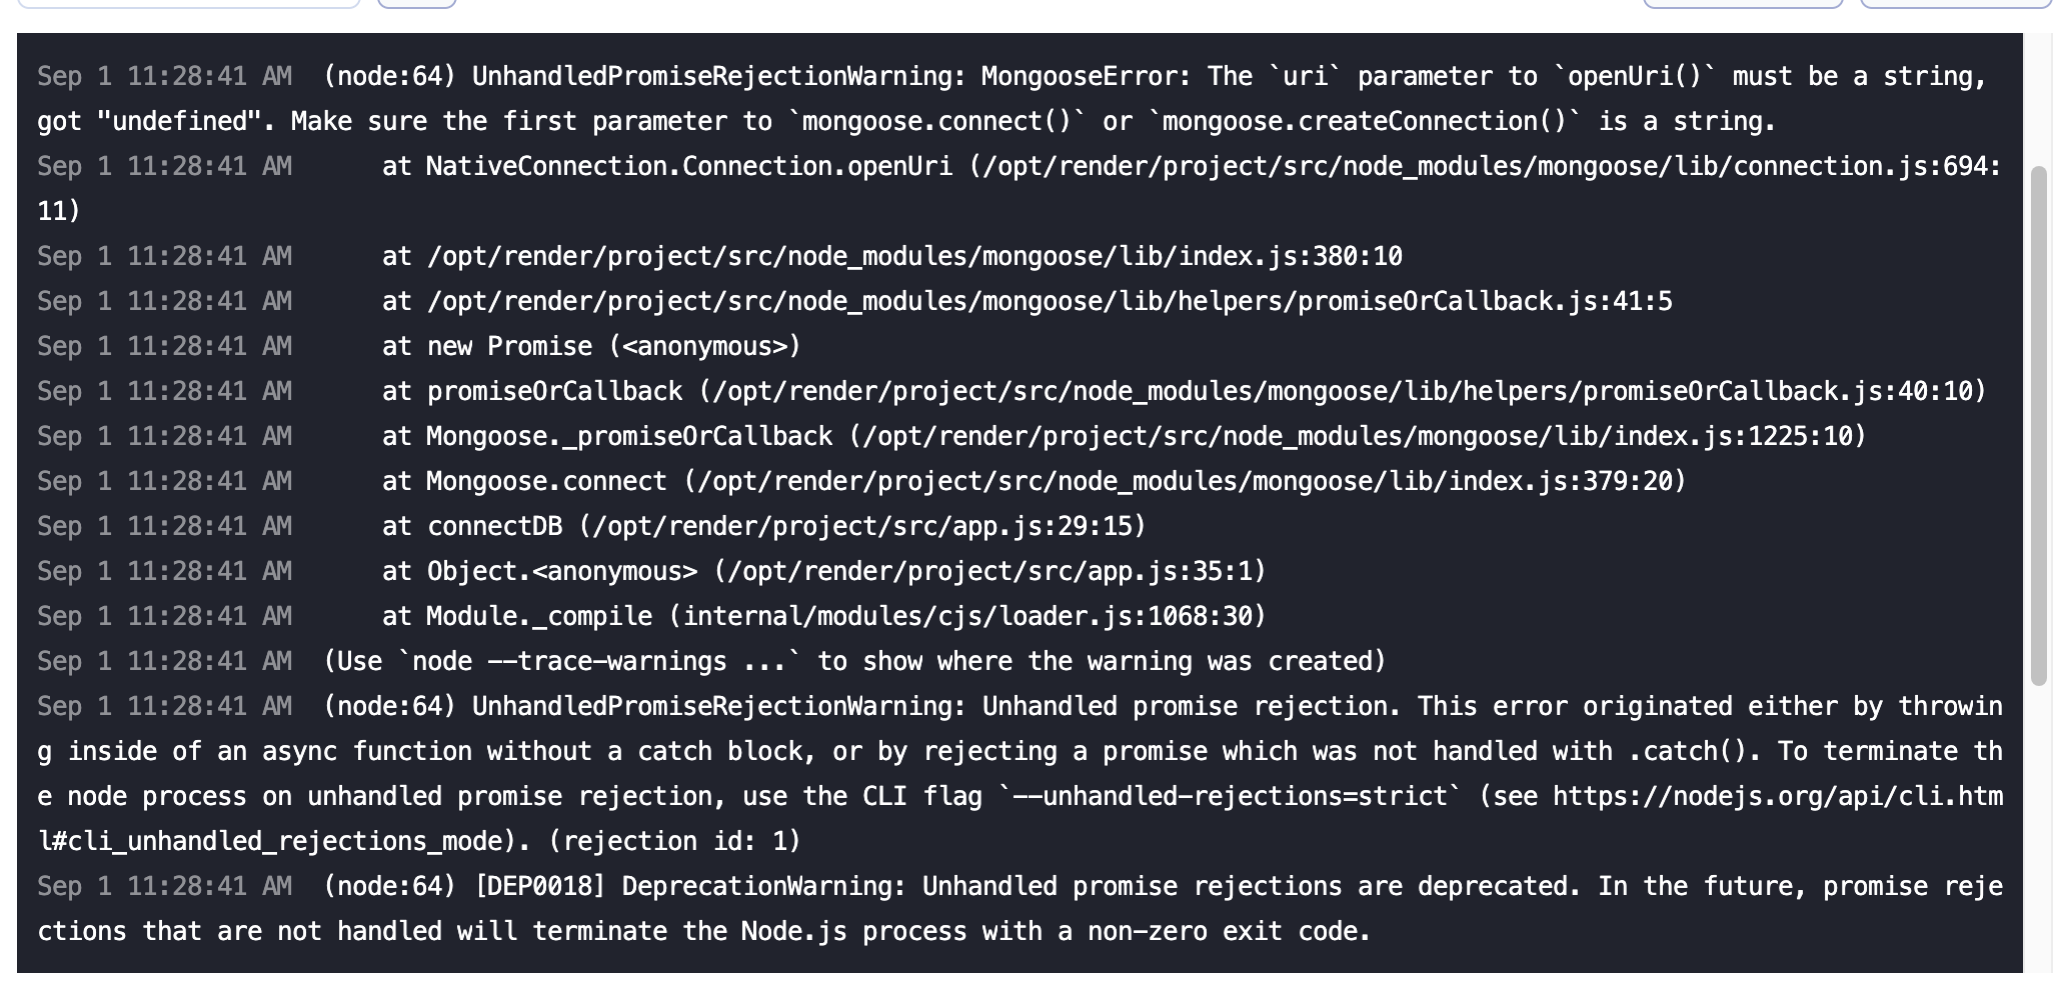 Sep 1 11:28:41 AM  (node:64) UnhandledPromiseRejectionWarning: MongooseError: The `uri` parameter to `openUri()` must be a string,
got "undefined". Make sure the first parameter to `mongoose.connect()` or `mongoose.createConnection()` is a string.
Sep 1 11:28:41 AM      at NativeConnection.Connection.openUri (/opt/render/project/src/node_modules/mongoose/lib/connection.js:694:
11)
Sep 1 11:28:41 AM      at /opt/render/project/src/node_modules/mongoose/lib/index.js:380:10
Sep 1 11:28:41 AM      at /opt/render/project/src/node_modules/mongoose/lib/helpers/promiseOrCallback.js:41:5
Sep 1 11:28:41 AM      at new Promise (<anonymous>)
Sep 1 11:28:41 AM      at promiseOrCallback (/opt/render/project/src/node_modules/mongoose/lib/helpers/promiseOrCallback.js:40:10)
Sep 1 11:28:41 AM      at Mongoose._promiseOrCallback (/opt/render/project/src/node_modules/mongoose/lib/index.js:1225:10)
Sep 1 11:28:41 AM      at Mongoose.connect (/opt/render/project/src/node_modules/mongoose/lib/index.js:379:20)
Sep 1 11:28:41 AM      at connectDB (/opt/render/project/src/app.js:29:15)
Sep 1 11:28:41 AM      at Object.<anonymous> (/opt/render/project/src/app.js:35:1)
Sep 1 11:28:41 AM      at Module._compile (internal/modules/cjs/loader.js:1068:30)
Sep 1 11:28:41 AM  (Use `node --trace-warnings ...` to show where the warning was created)
Sep 1 11:28:41 AM  (node:64) UnhandledPromiseRejectionWarning: Unhandled promise rejection. This error originated either by throwin
g inside of an async function without a catch block, or by rejecting a promise which was not handled with .catch(). To terminate th
e node process on unhandled promise rejection, use the CLI flag `--unhandled-rejections=strict` (see https://nodejs.org/api/cli.htm
l#cli_unhandled_rejections_mode). (rejection id: 1)
Sep 1 11:28:41 AM  (node:64) [DEP0018] DeprecationWarning: Unhandled promise rejections are deprecated. In the future, promise reje
ctions that are not handled will terminate the Node.js process with a non-zero exit code.